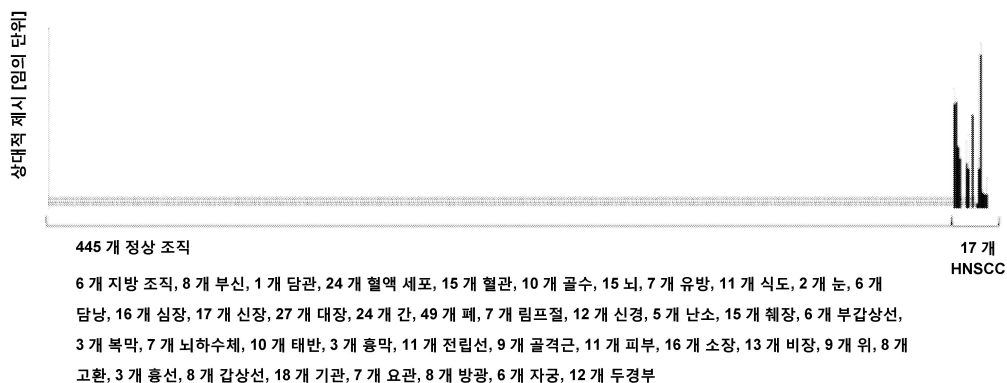 상대적 제시 [임의 단위]
445 개 정상 조직
17 개
HNSCC
6 개 지방 조직, 8 개 부신, 1 개 담관, 24 개 혈액 세포, 15 개 혈관, 10 개 골수, 15 뇌, 7 개 유방, 11 개 식도, 2 개 눈, 6 개
담낭, 16 개 심장, 17 개 신장, 27 개 대장, 24 개 간, 49 개 폐, 7 개 림프절, 12 개 신경, 5 개 난소, 15 개 췌장, 6 개 부갑상선,
3 개 복막, 7 개 뇌하수체, 10 개 태반, 3 개 흉막, 11 개 전립선, 9 개 골격근, 11 개 피부, 16 개 소장, 13 개 비장, 9 개 위, 8 개
고환, 3 개 흉선, 8 개 갑상선, 18 개 기관, 7 개 요관, 8 개 방광, 6 개 자궁, 12 개 두경부